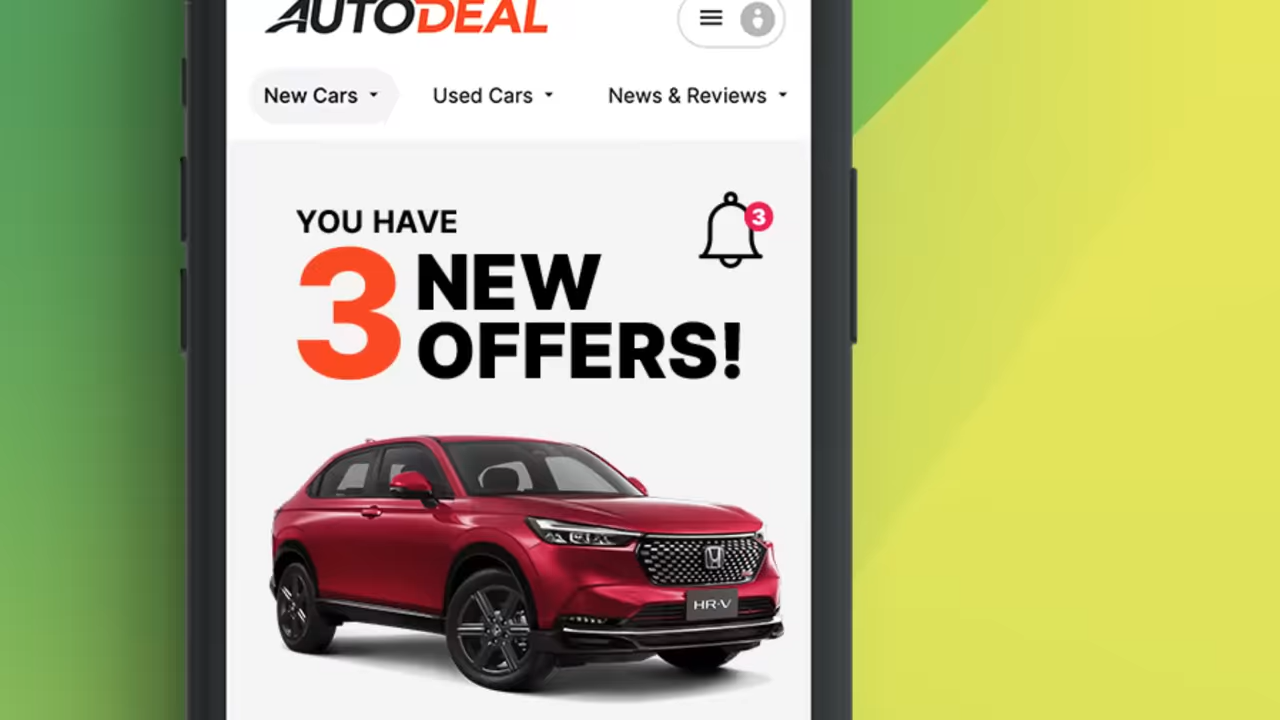 AUTODEAL
New Cars
Used Cars
News & Reviews
3
YOU HAVE
3 NEW
OFFERS!
HR-V